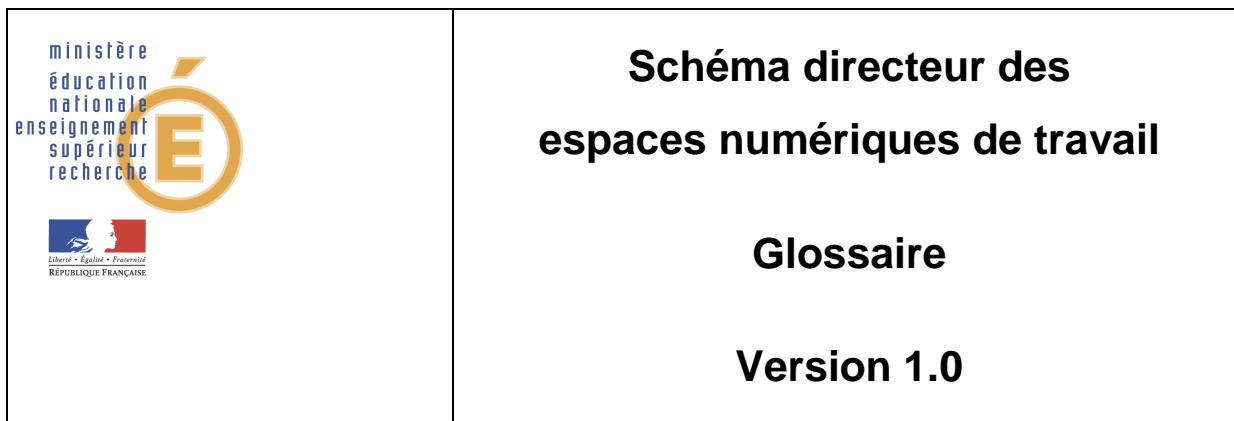 ministère
éducation
nationale
enseignement
supérieur
recherche
É
Liberté • Égalité • Fraternité
RÉPUBLIQUE FRANÇAISE
Schéma directeur des
espaces numériques de travail
Glossaire
Version 1.0